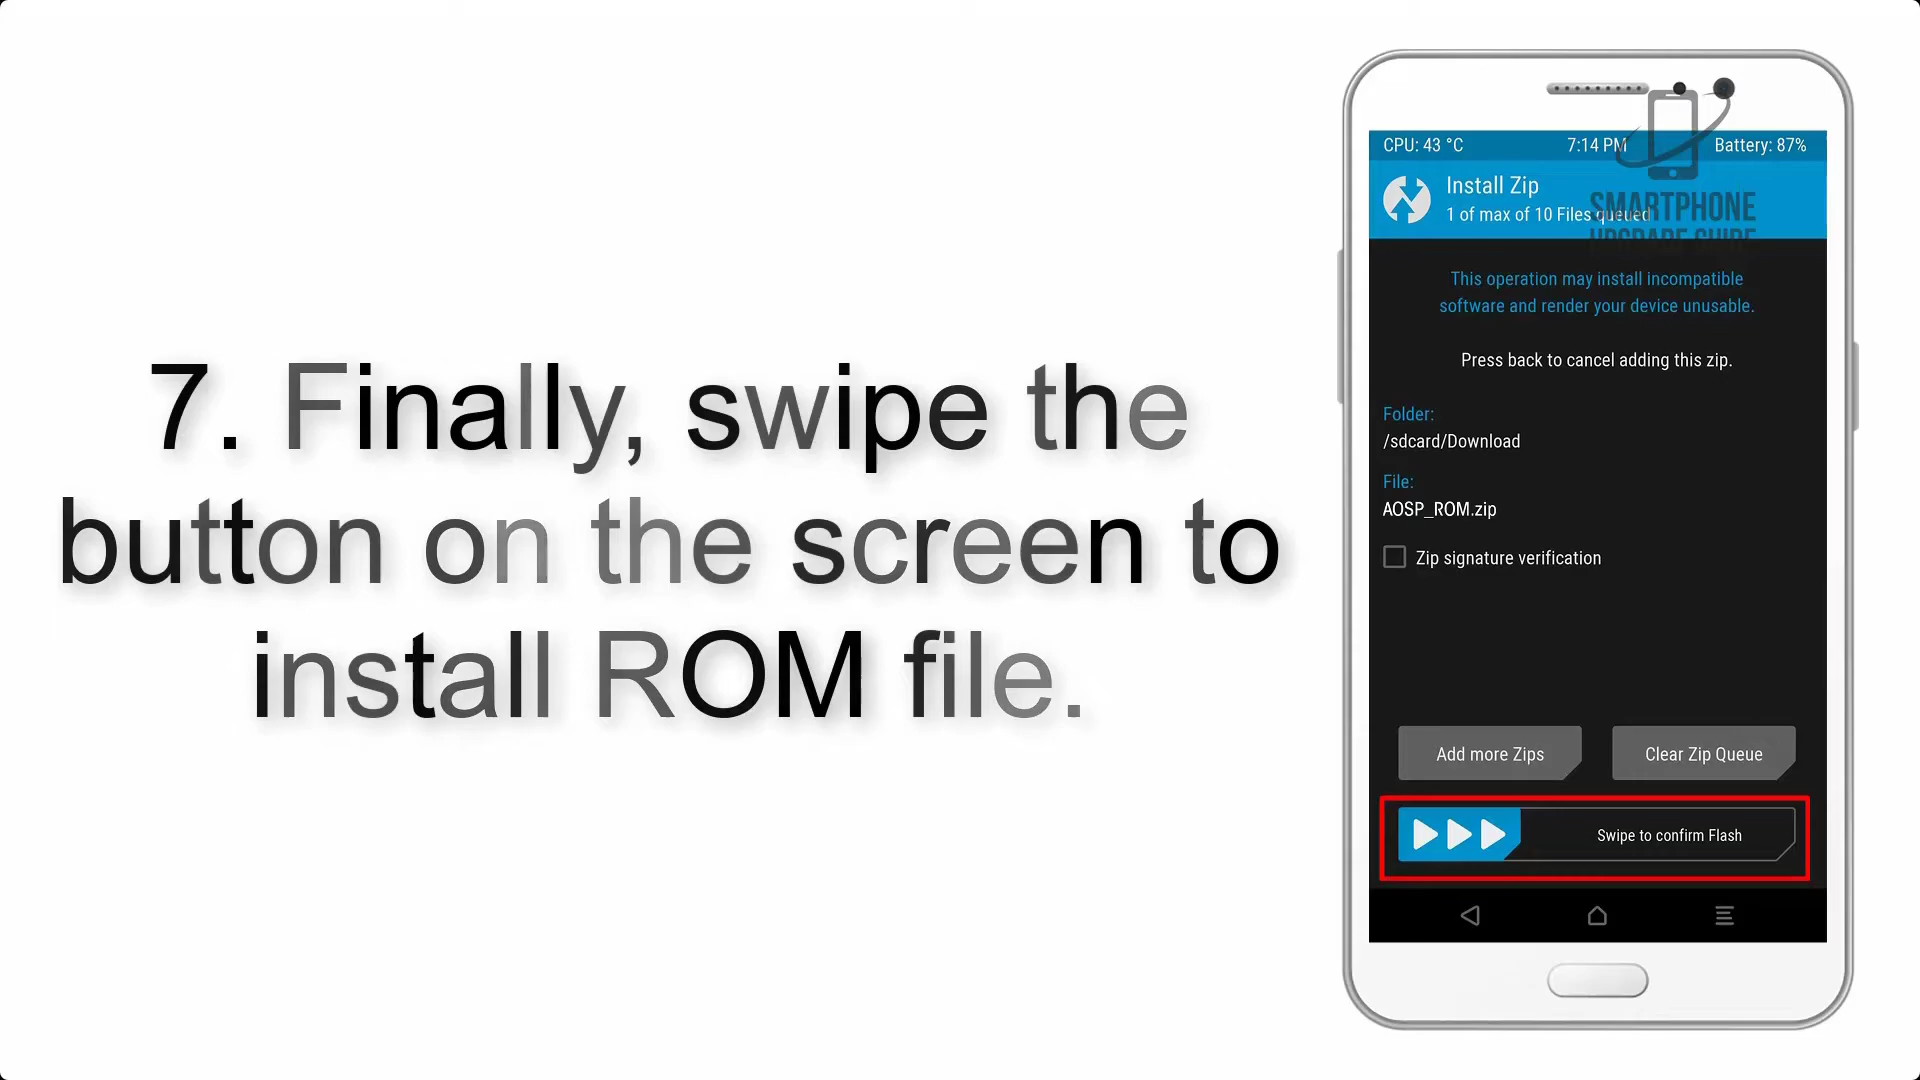 7. Finally, swipe the
button on the screen to
install ROM file.
CPU: 43 °C 7:14 PM Battery: 87%
Install Zip
1 of max of 10 Files queued
SMARTPHONE
UPGRADE GUIDE
This operation may install incompatible
software and render your device unusable.
Press back to cancel adding this zip.
Folder:
/sdcard/Download
File:
AOSP_ROM.zip
Zip signature verification
Add more Zips Clear Zip Queue
Swipe to confirm Flash